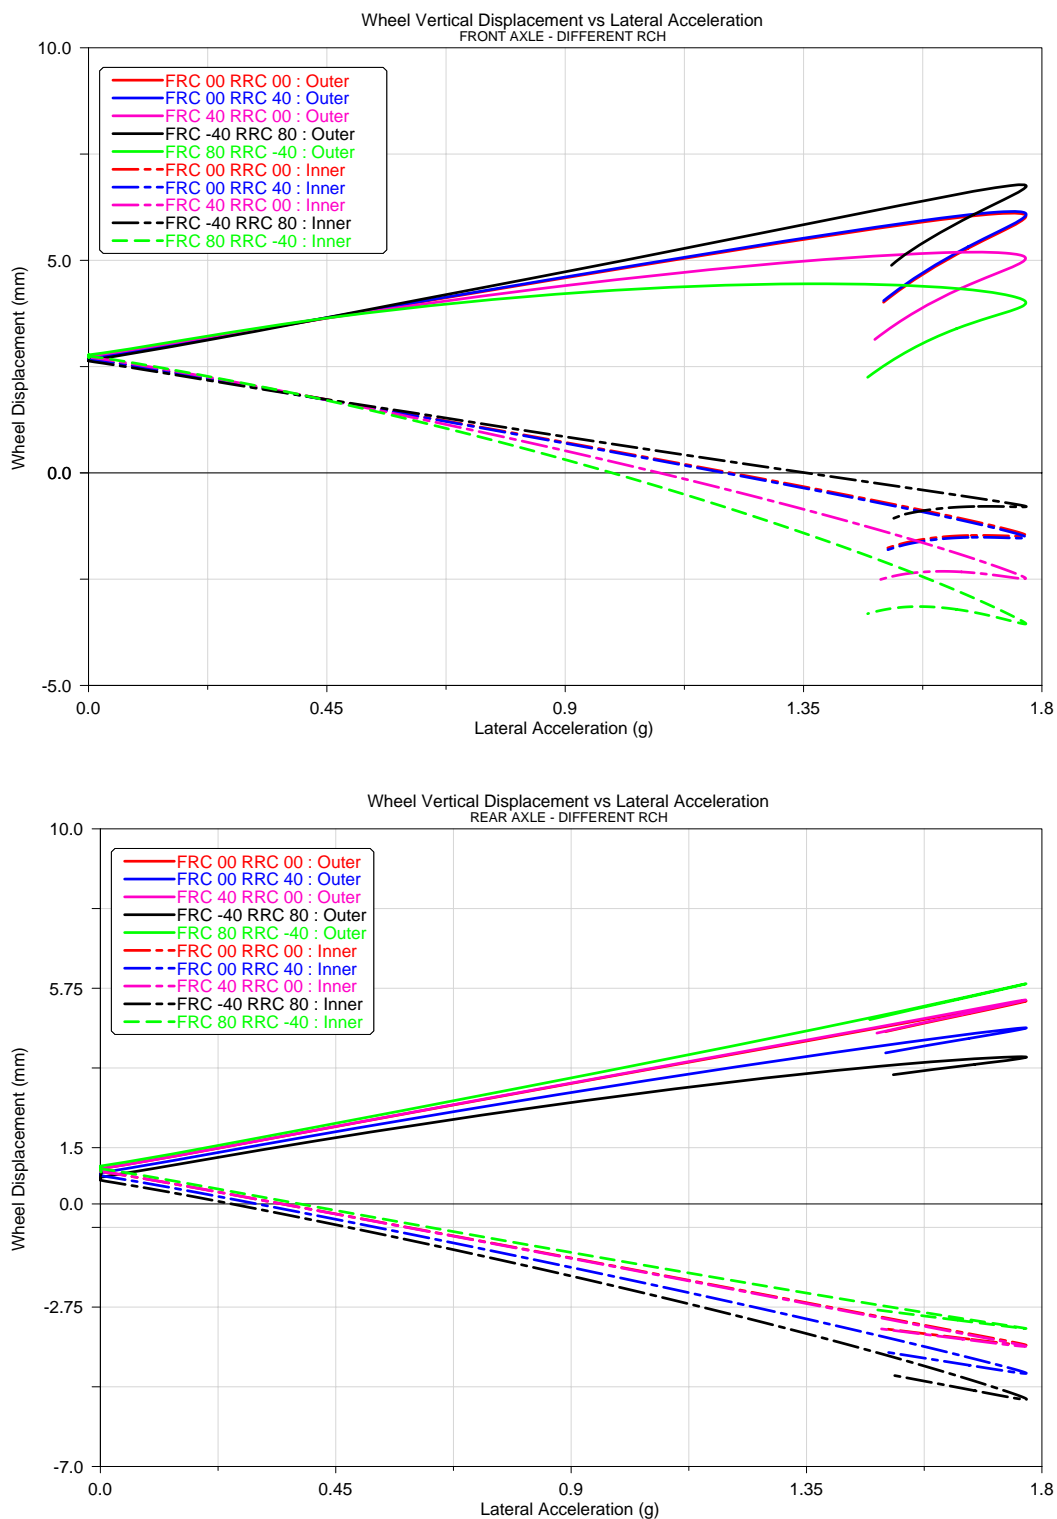 Wheel Vertical Displacement vs Lateral Acceleration
FRONT AXLE - DIFFERENT RCH
10.0
FRC 00 RRC 00 : Outer
FRC 00 RRC 40 : Outer
FRC 40 RRC 00 : Outer
FRC -40 RRC 80 : Outer
FRC 80 RRC -40 : Outer
FRC 00 RRC 00 : Inner
FRC 00 RRC 40 : Inner
FRC 40 RRC 00 : Inner
FRC -40 RRC 80 : Inner
FRC 80 RRC -40 : Inner
5.0
Wheel Displacement (mm)
0.0
-5.0
0.0 0.45 0.9 1.35 1.8
Lateral Acceleration (g)
Wheel Vertical Displacement vs Lateral Acceleration
REAR AXLE - DIFFERENT RCH
10.0
FRC 00 RRC 00 : Outer
FRC 00 RRC 40 : Outer
FRC 40 RRC 00 : Outer
FRC -40 RRC 80 : Outer
FRC 80 RRC -40 : Outer
FRC 00 RRC 00 : Inner
FRC 00 RRC 40 : Inner
FRC 40 RRC 00 : Inner
FRC -40 RRC 80 : Inner
FRC 80 RRC -40 : Inner
5.75
Wheel Displacement (mm)
1.5
0.0
-2.75
-7.0
0.0 0.45 0.9 1.35 1.8
Lateral Acceleration (g)